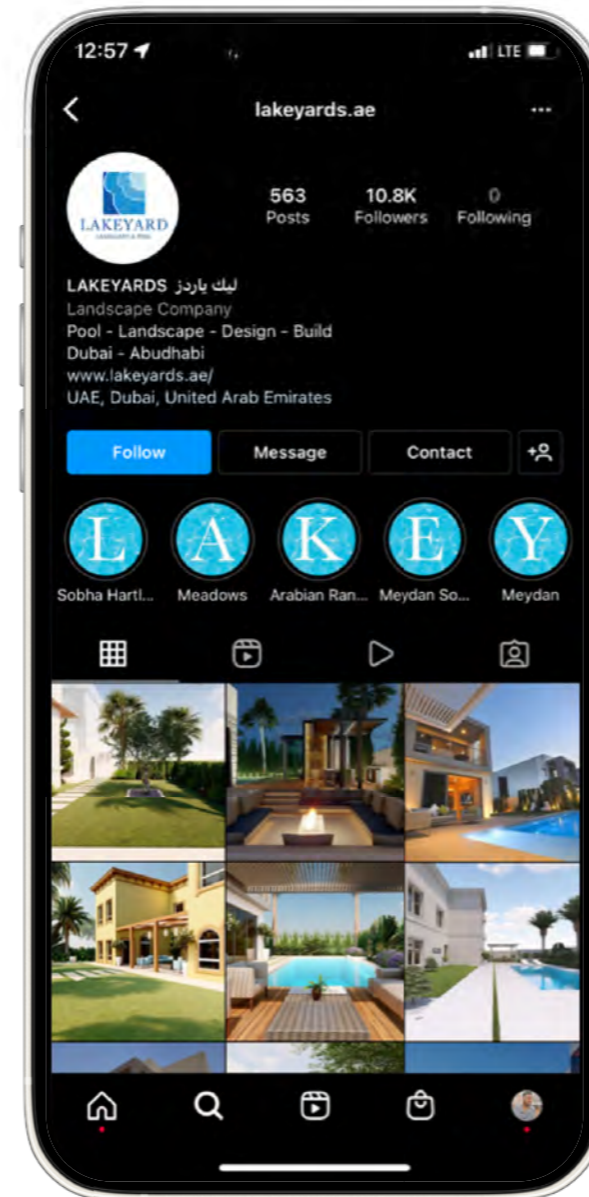 12:57
LTE
lakeyards.ae
LAKEYARD
563
Posts
10.8K
Followers
0
Following
LAKEYARDS ليك ياردز
Landscape Company
Pool - Landscape - Design - Build
Dubai - Abudhabi
www.lakeyards.ae/
UAE, Dubai, United Arab Emirates
Follow
Message
Contact
L
A
K
E
Y
Sobha Hartl...
Meadows
Arabian Ran...
Meydan So...
Meydan